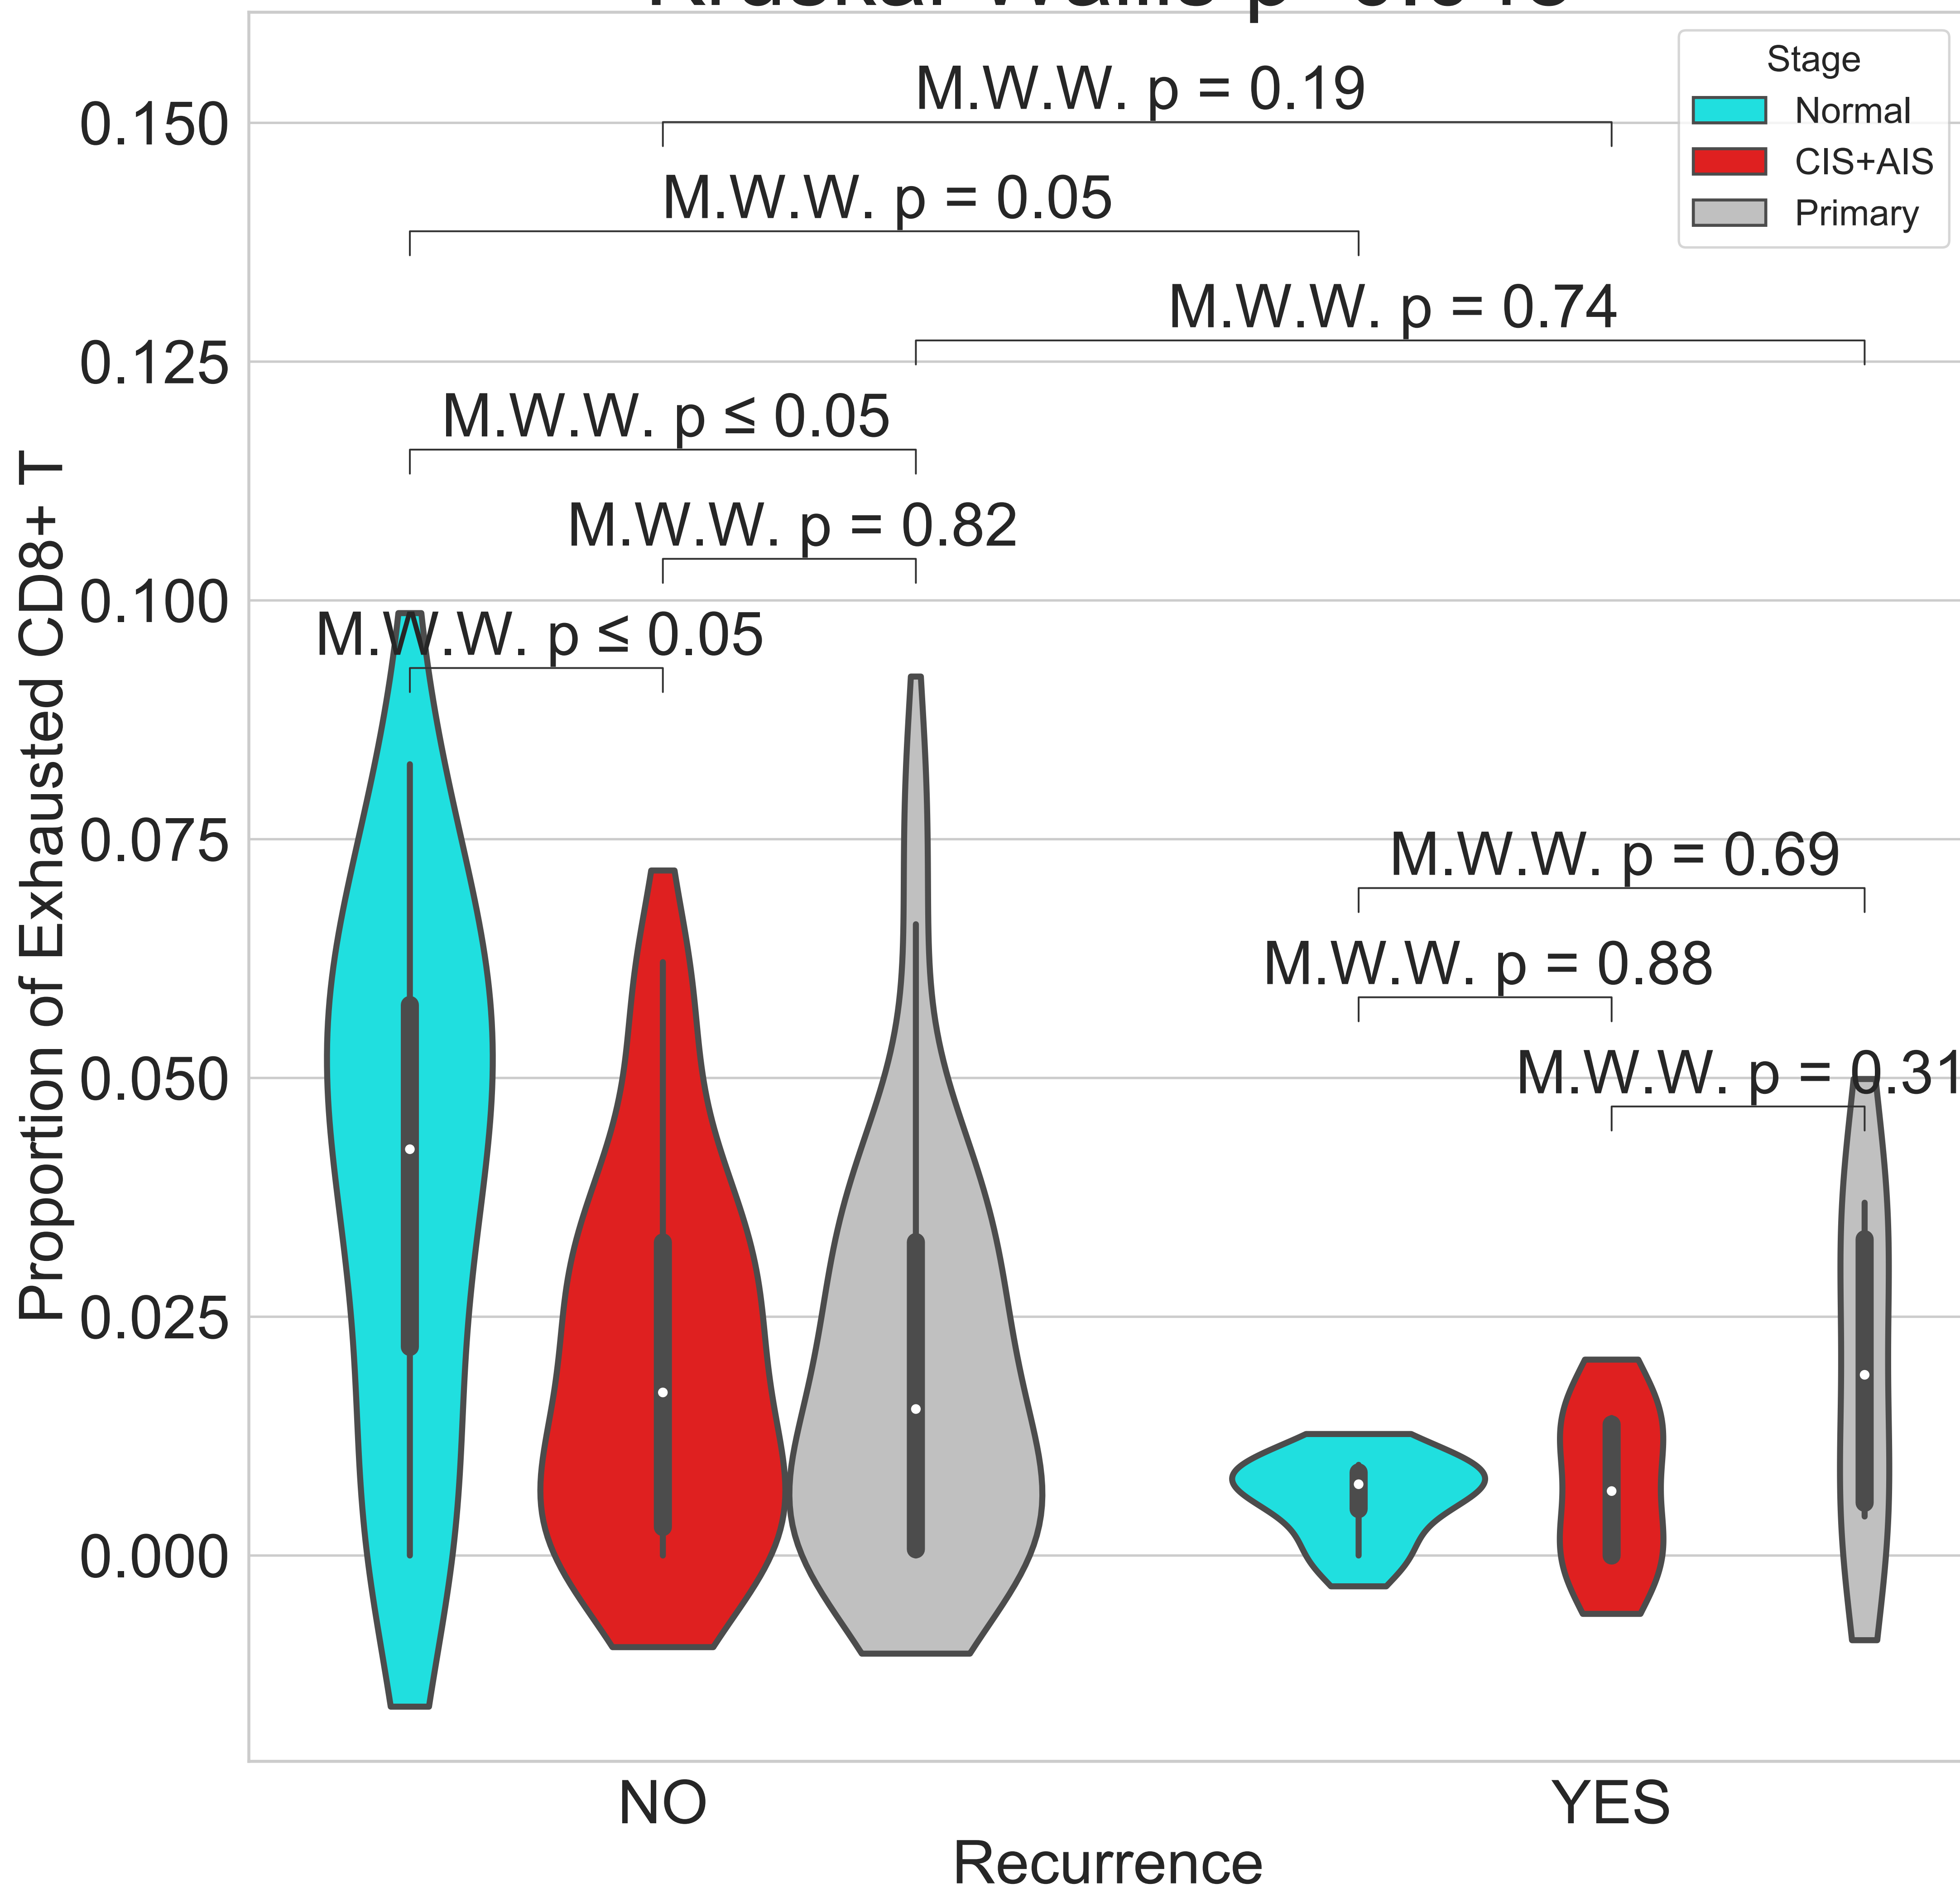 Stage
Normal
CIS+AIS
Primary
M.W.W. p = 0.19
M.W.W. p = 0.05
M.W.W. p = 0.74
M.W.W. p ≤ 0.05
M.W.W. p = 0.82
M.W.W. p ≤ 0.05
M.W.W. p = 0.69
M.W.W. p = 0.88
M.W.W. p = 0.31
Proportion of Exhausted CD8+ T
0.150
0.125
0.100
0.075
0.050
0.025
0.000
NO
YES
Recurrence